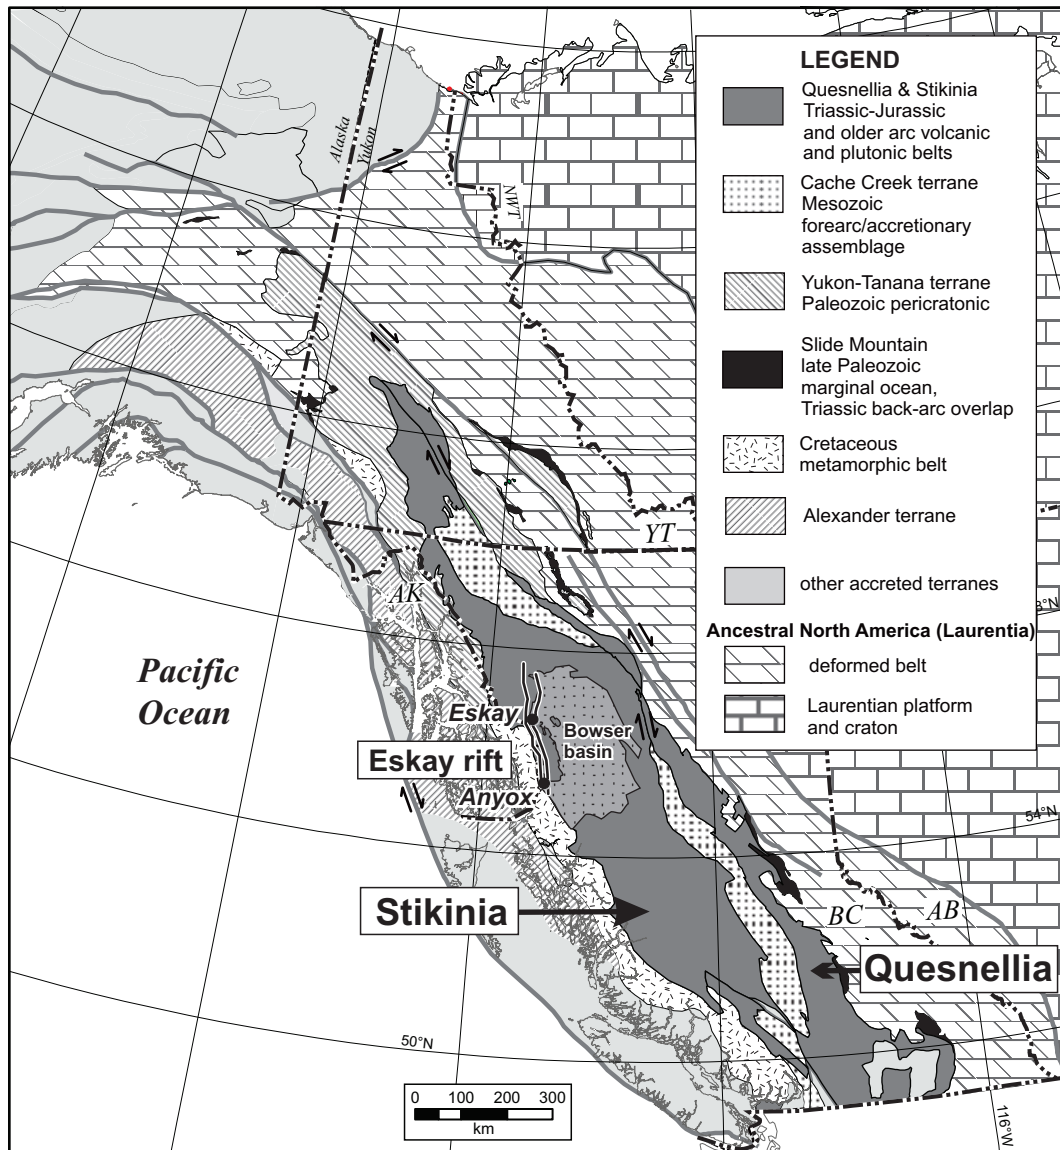 LEGEND
Quesnellia & Stikinia
Triassic-Jurassic
and older arc volcanic
and plutonic belts
Cache Creek terrane
Mesozoic
forearc/accretionary
assemblage
Yukon-Tanana terrane
Paleozoic pericratonic
Slide Mountain
late Paleozoic
marginal ocean,
Triassic back-arc overlap
Cretaceous
metamorphic belt
Alexander terrane
other accreted terranes
Ancestral North America (Laurentia)
deformed belt
Laurentian platform
and craton
Alaska
Yukon
NWT
YT
AK
Pacific
Ocean
Eskay
Bowser
basin
Eskay rift
Anyox
54°N
Stikinia
BC
AB
Quesnellia
50°N
0 100 200 300
km
116°W